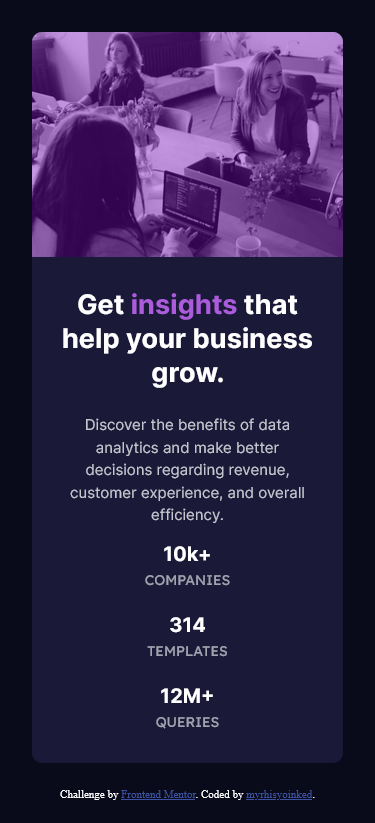 Get insights that
help your business
grow.
Discover the benefits of data
analytics and make better
decisions regarding revenue,
customer experience, and overall
efficiency.
10k+
COMPANIES
314
TEMPLATES
12M+
QUERIES
Challenge by Frontend Mentor. Coded by myrhisyoinked.